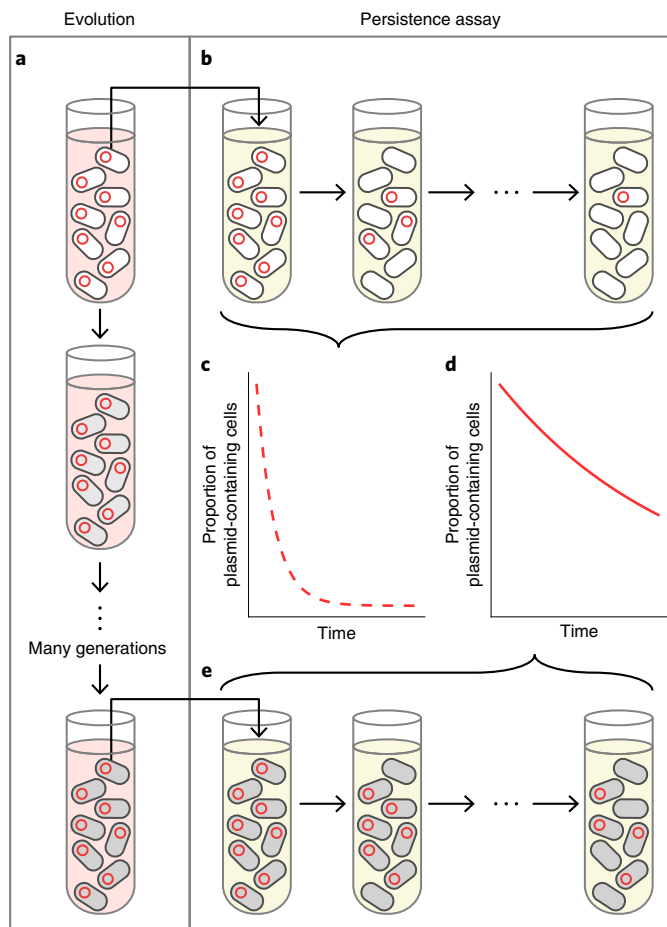 Evolution
Persistence assay
a
b
. . .
c
d
Proportion of
plasmid-containing cells
Time
Proportion of
plasmid-containing cells
Time
. . .
Many generations
e
. . .